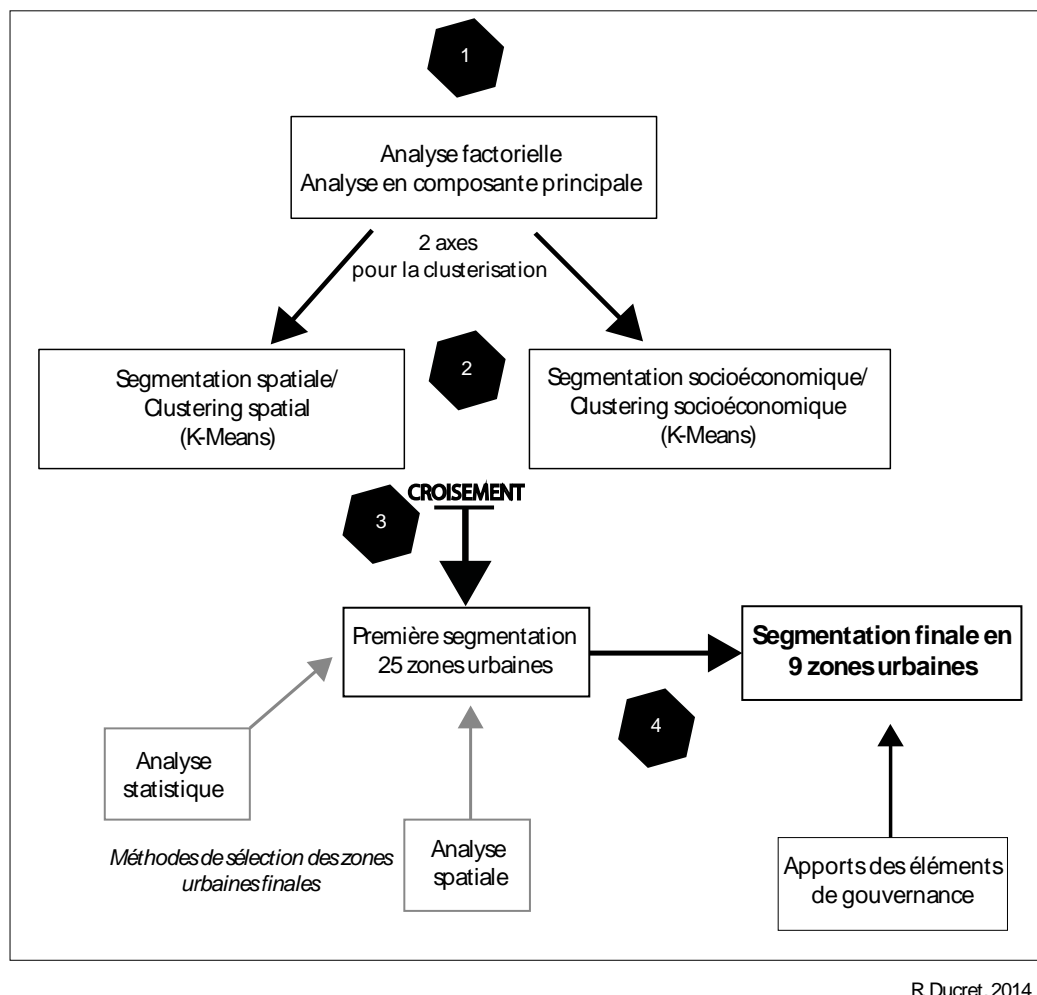 1
Analyse factorielle
Analyse en composante principale
2 axes
pour la clusterisation
Segmentation spatiale/
Clustering spatial
(K-Means)
2
Segmentation socioéconomique/
Clustering socioéconomique
(K-Means)
CROISEMENT
3
Première segmentation
25 zones urbaines
Segmentation finale en
9 zones urbaines
4
Analyse
statistique
Méthodes de sélection des zones
urbaines finales
Analyse
spatiale
Apports des éléments
de gouvernance
R.Ducret, 2014